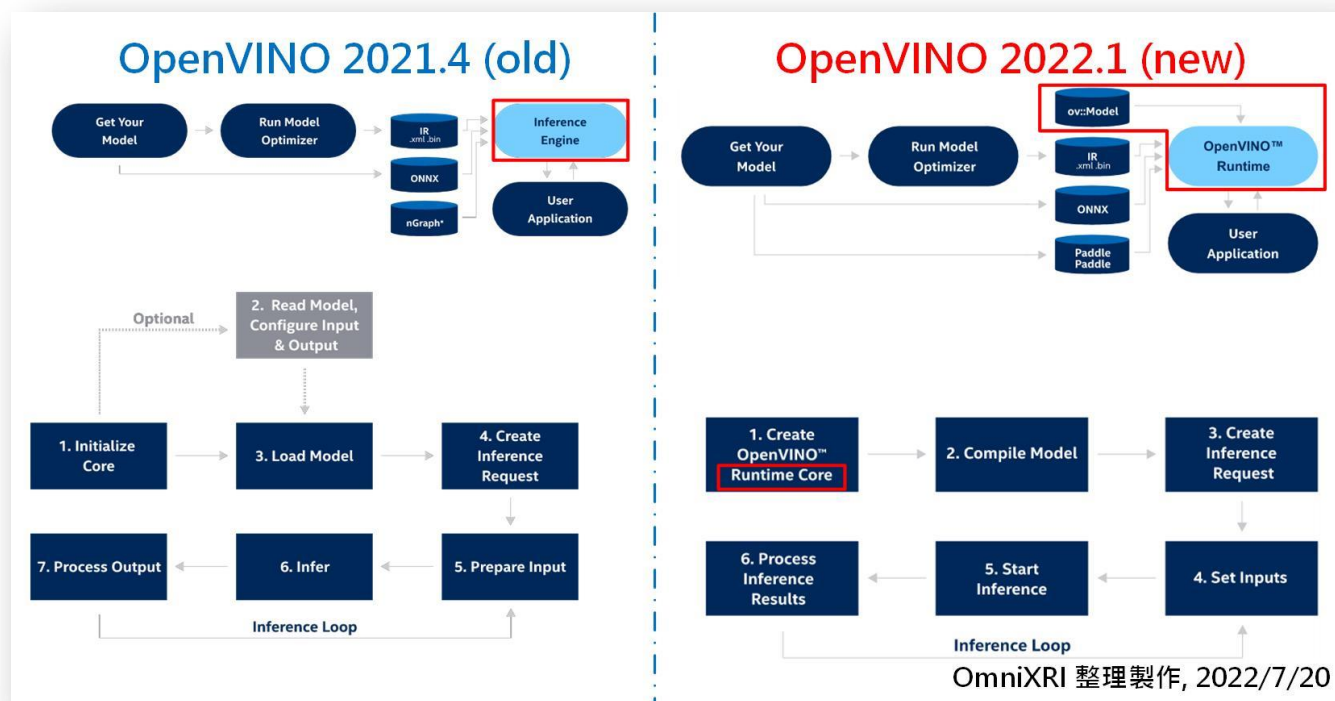 OpenVINO 2021.4 (old)
Get Your
Model
Run Model
Optimizer
IR
.xml .bin
ONNX
nGraph*
Inference
Engine
User
Application
Optional
2. Read Model,
Configure Input
& Output
1. Initialize
Core
3. Load Model
4. Create
Inference
Request
7. Process Output
6. Infer
5. Prepare Input
Inference Loop
OpenVINO 2022.1 (new)
ov::Model
Get Your
Model
Run Model
Optimizer
IR
.xml .bin
ONNX
Paddle
Paddle
OpenVINO™
Runtime
User
Application
1. Create
OpenVINO™
Runtime Core
2. Compile Model
3. Create
Inference
Request
6. Process
Inference
Results
5. Start
Inference
4. Set Inputs
Inference Loop
OmniXRI 整理製作, 2022/7/20